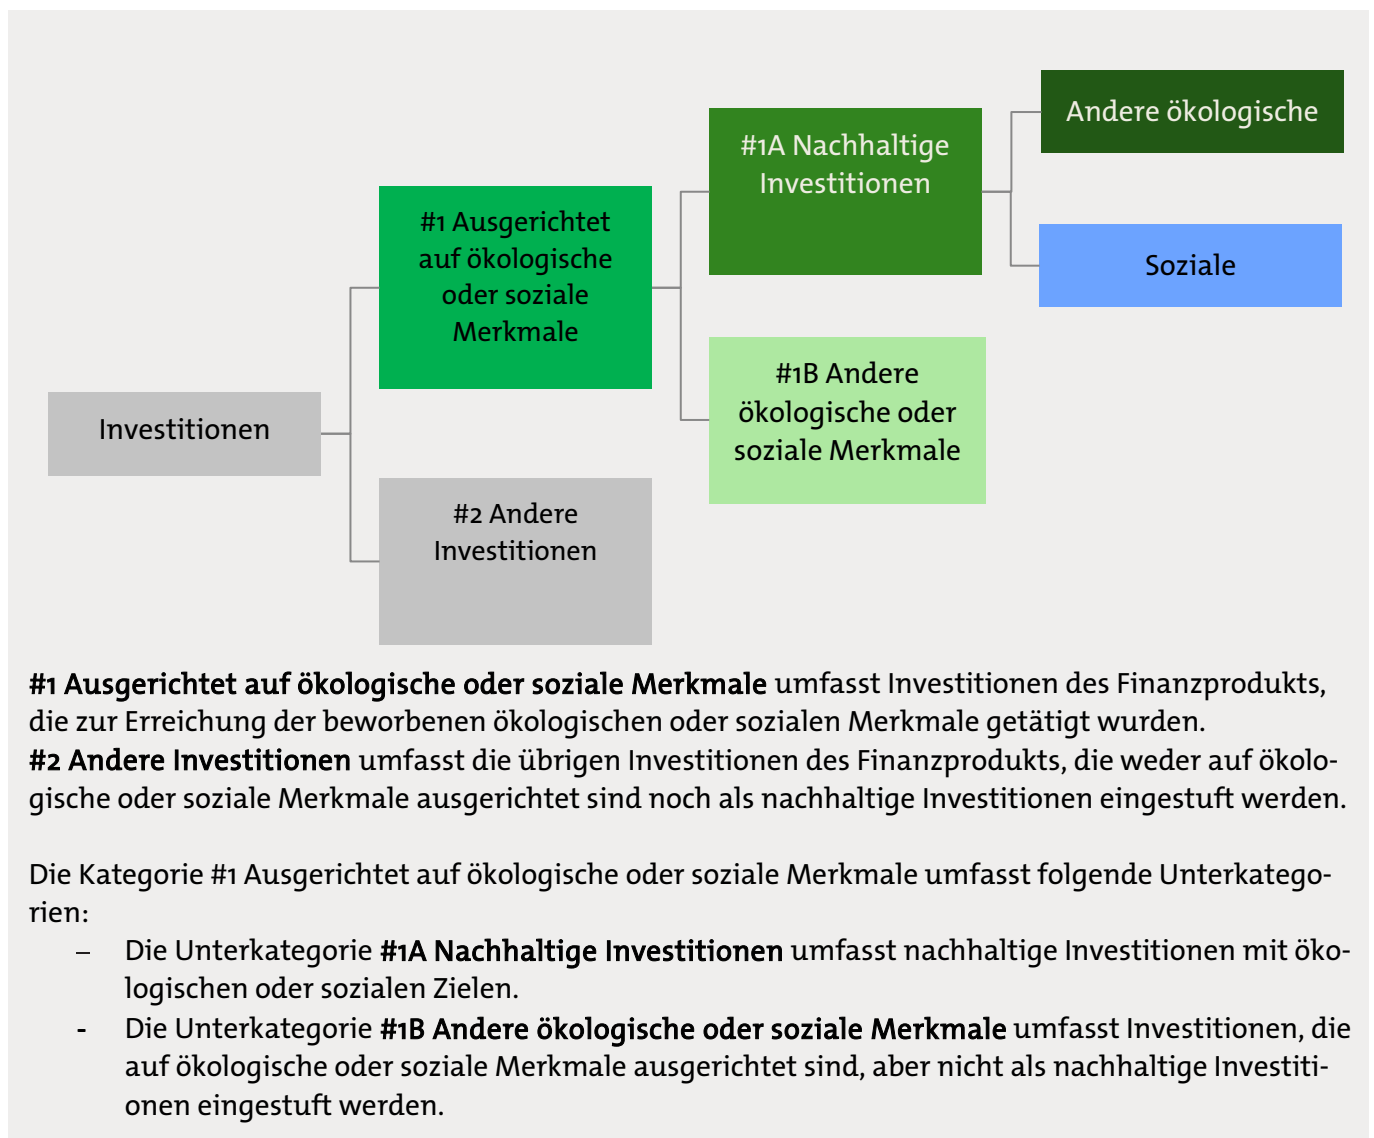 Andere ökologische
#1A Nachhaltige
Investitionen
#1 Ausgerichtet
auf ökologische
oder soziale
Merkmale
Soziale
#1B Andere
ökologische oder
soziale Merkmale
Investitionen
#2 Andere
Investitionen
#1 Ausgerichtet auf ökologische oder soziale Merkmale umfasst Investitionen des Finanzprodukts,
die zur Erreichung der beworbenen ökologischen oder sozialen Merkmale getätigt wurden.
#2 Andere Investitionen umfasst die übrigen Investitionen des Finanzprodukts, die weder auf ökolo-
gische oder soziale Merkmale ausgerichtet sind noch als nachhaltige Investitionen eingestuft werden.
Die Kategorie #1 Ausgerichtet auf ökologische oder soziale Merkmale umfasst folgende Unterkatego-
rien:
– Die Unterkategorie #1A Nachhaltige Investitionen umfasst nachhaltige Investitionen mit öko-
logischen oder sozialen Zielen.
- Die Unterkategorie #1B Andere ökologische oder soziale Merkmale umfasst Investitionen, die
auf ökologische oder soziale Merkmale ausgerichtet sind, aber nicht als nachhaltige Investiti-
onen eingestuft werden.